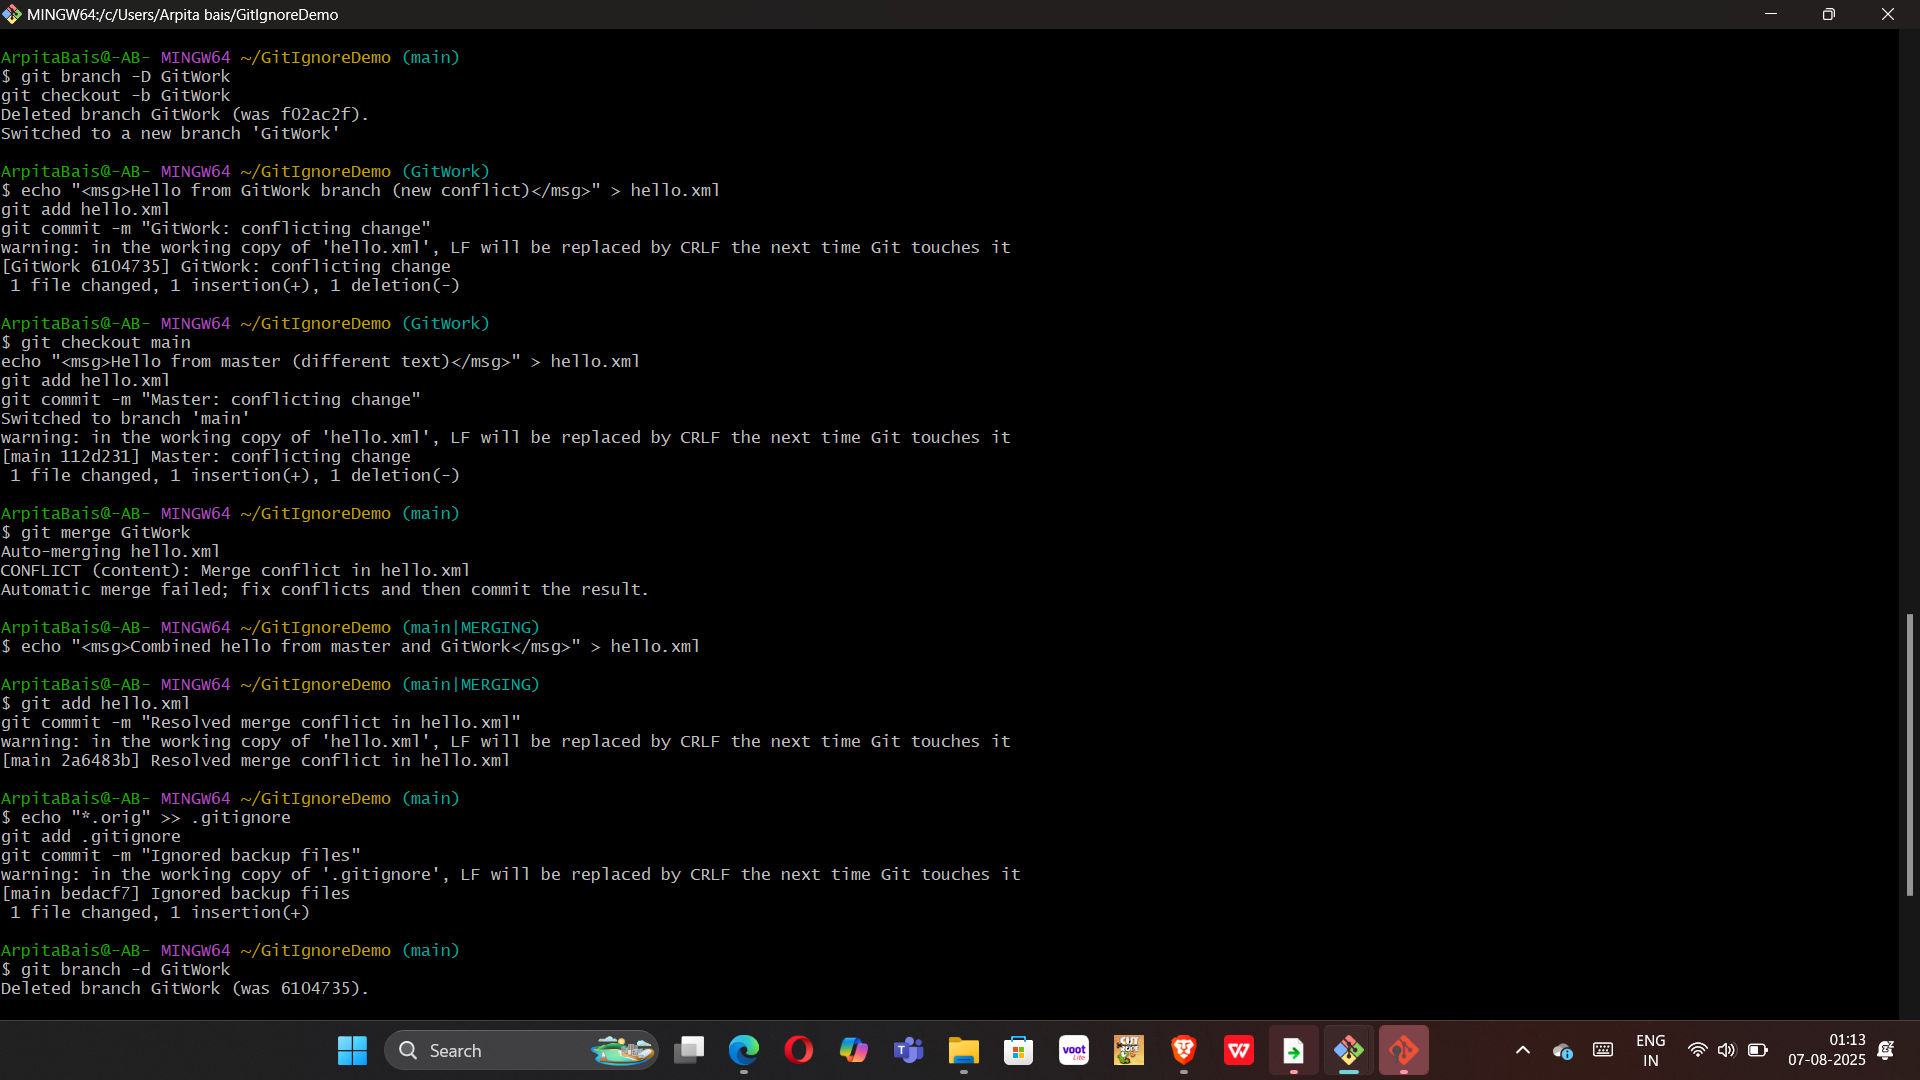 MINGW64:/c/Users/Arpita bais/GitIgnoreDemo
ArpitaBais@-AB- MINGW64 ~/GitIgnoreDemo (main)
$ git branch -D GitWork
git checkout -b GitWork
Deleted branch GitWork (was f02ac2f).
Switched to a new branch 'GitWork'
ArpitaBais@-AB- MINGW64 ~/GitIgnoreDemo (GitWork)
$ echo "<msg>Hello from GitWork branch (new conflict)</msg>" > hello.xml
git add hello.xml
git commit -m "GitWork: conflicting change"
warning: in the working copy of 'hello.xml', LF will be replaced by CRLF the next time Git touches it
[GitWork 6104735] GitWork: conflicting change
 1 file changed, 1 insertion(+), 1 deletion(-)
ArpitaBais@-AB- MINGW64 ~/GitIgnoreDemo (GitWork)
$ git checkout main
echo "<msg>Hello from master (different text)</msg>" > hello.xml
git add hello.xml
git commit -m "Master: conflicting change"
Switched to branch 'main'
warning: in the working copy of 'hello.xml', LF will be replaced by CRLF the next time Git touches it
[main 112d231] Master: conflicting change
 1 file changed, 1 insertion(+), 1 deletion(-)
ArpitaBais@-AB- MINGW64 ~/GitIgnoreDemo (main)
$ git merge GitWork
Auto-merging hello.xml
CONFLICT (content): Merge conflict in hello.xml
Automatic merge failed; fix conflicts and then commit the result.
ArpitaBais@-AB- MINGW64 ~/GitIgnoreDemo (main|MERGING)
$ echo "<msg>Combined hello from master and GitWork</msg>" > hello.xml
ArpitaBais@-AB- MINGW64 ~/GitIgnoreDemo (main|MERGING)
$ git add hello.xml
git commit -m "Resolved merge conflict in hello.xml"
warning: in the working copy of 'hello.xml', LF will be replaced by CRLF the next time Git touches it
[main 2a6483b] Resolved merge conflict in hello.xml
ArpitaBais@-AB- MINGW64 ~/GitIgnoreDemo (main)
$ echo "*.orig" >> .gitignore
git add .gitignore
git commit -m "Ignored backup files"
warning: in the working copy of '.gitignore', LF will be replaced by CRLF the next time Git touches it
[main bedacf7] Ignored backup files
 1 file changed, 1 insertion(+)
ArpitaBais@-AB- MINGW64 ~/GitIgnoreDemo (main)
$ git branch -d GitWork
Deleted branch GitWork (was 6104735).
Search
voot
ENG
IN
01:13
07-08-2025